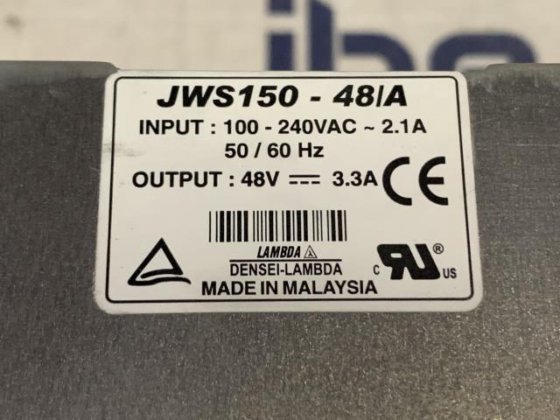 JWS150 - 48/A
INPUT : 100 - 240VAC ~ 2.1A
50 / 60 Hz
OUTPUT : 48V ⎓ 3.3A CE
LAMBDA
DENSEI-LAMBDA
MADE IN MALAYSIA
c RU ® US